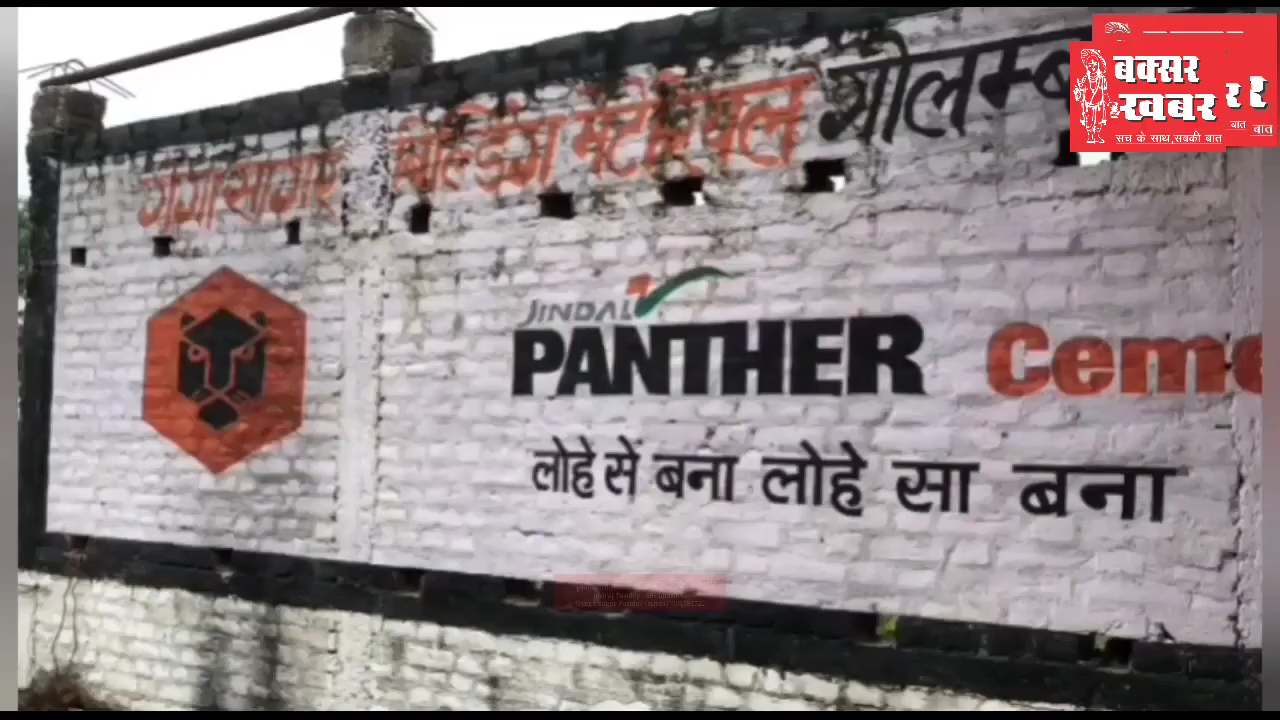 गंगा सागर बिल्डिंग मटेरियल गोलम्ब
बक्सर
खबर
सच के साथ,सबकी बात
JINDAL
PANTHER Ceme
लोहे से बना लोहे सा बना